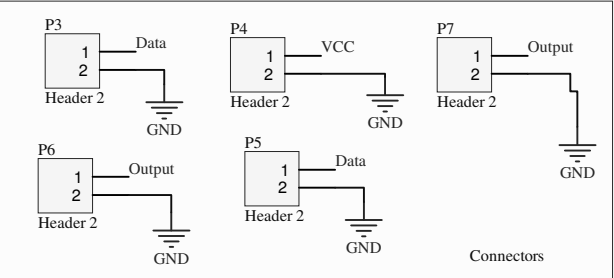 P3
1
2
Data
Header 2
GND
P4
1
2
VCC
Header 2
GND
P7
1
2
Output
Header 2
GND
P6
1
2
Output
Header 2
GND
P5
1
2
Data
Header 2
GND
Connectors